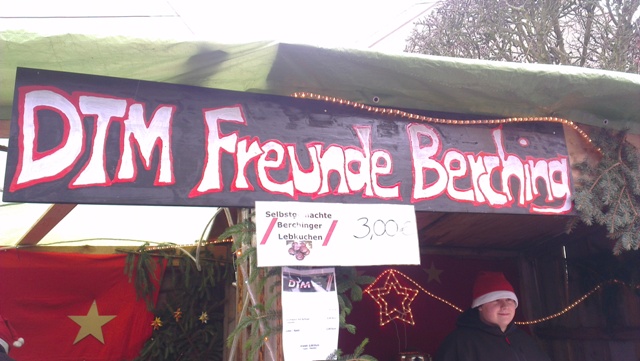 DTM Freunde Berching
Selbstgemachte
Berchinger
Lebkuchen
3,00€
DTM